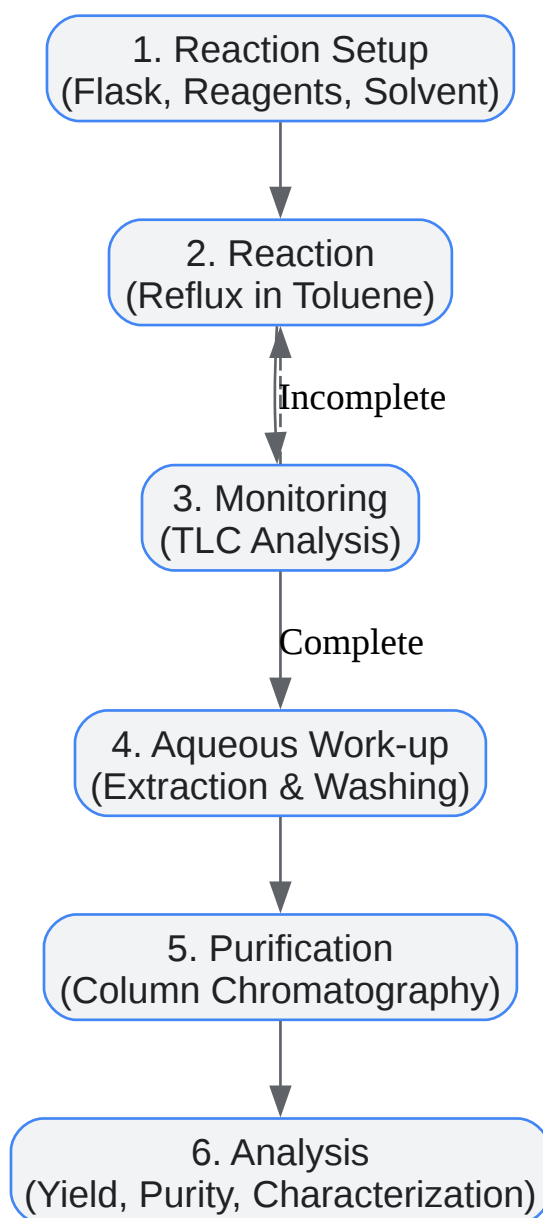 1. Reaction Setup
(Flask, Reagents, Solvent)
2. Reaction
(Reflux in Toluene)
Incomplete
3. Monitoring
(TLC Analysis)
Complete
4. Aqueous Work-up
(Extraction & Washing)
5. Purification
(Column Chromatography)
6. Analysis
(Yield, Purity, Characterization)